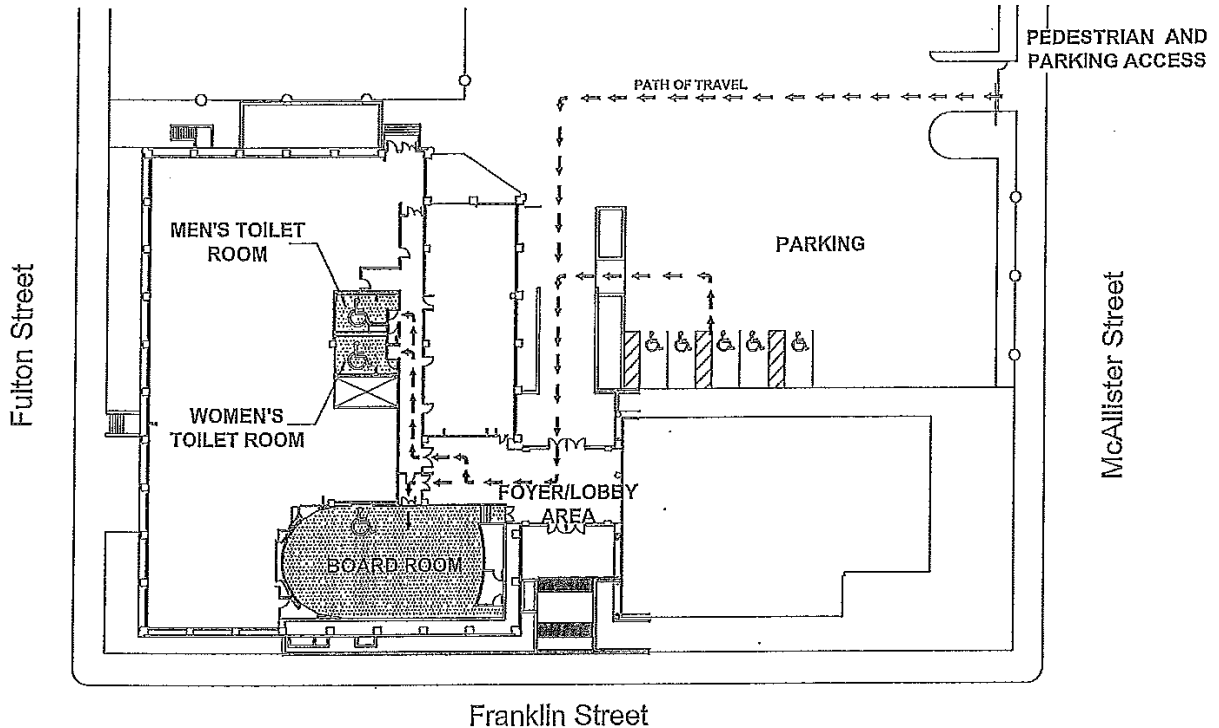 PEDESTRIAN AND
PARKING ACCESS
PATH OF TRAVEL
MEN'S TOILET
ROOM
PARKING
Fulton Street
McAllister Street
WOMEN'S
TOILET ROOM
FOYER/LOBBY
AREA
BOARD ROOM
Franklin Street